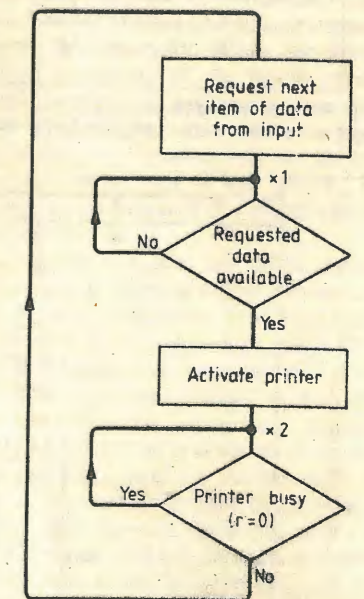 Request next
item of data
from input
×1
No
Requested
data
available
Yes
Activate printer
×2
Yes
Printer busy
(r=0)
No